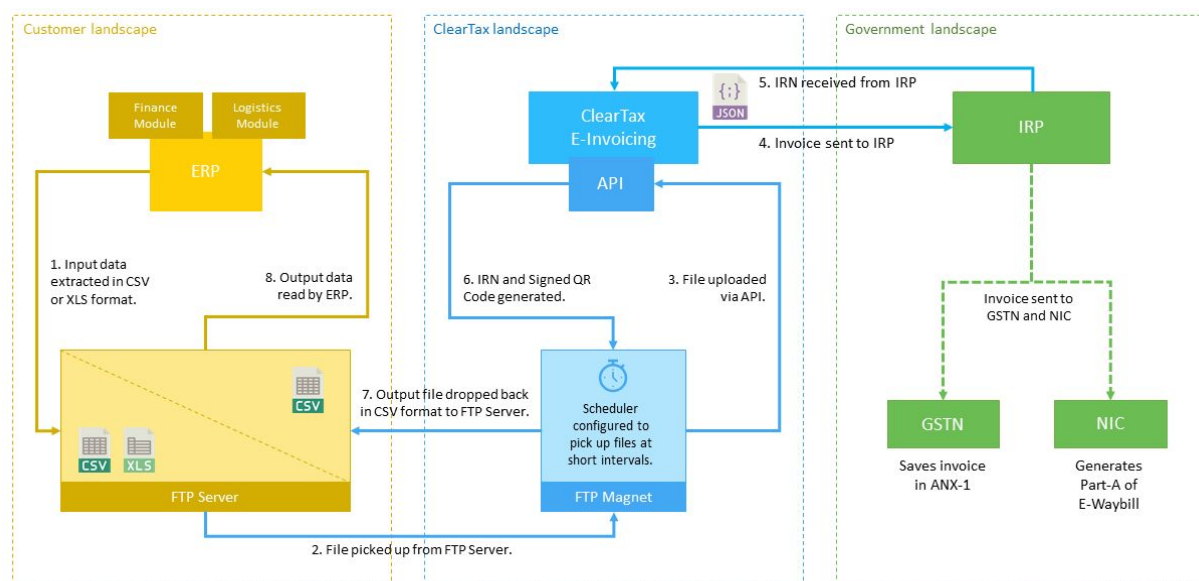 Customer landscape
Finance
Module
Logistics
Module
ERP
1. Input data
extracted in CSV
or XLS format.
8. Output data
read by ERP.
CSV
CSV
XLS
FTP Server
2. File picked up from FTP Server.
7. Output file dropped back
in CSV format to FTP Server.
ClearTax landscape
ClearTax
E-Invoicing
API
{;}
JSON
5. IRN received from IRP
4. Invoice sent to IRP
6. IRN and Signed QR
Code generated.
3. File uploaded
via API.
Scheduler
configured to
pick up files at
short intervals.
FTP Magnet
Government landscape
IRP
Invoice sent to
GSTN and NIC
GSTN
Saves invoice
in ANX-1
NIC
Generates
Part-A of
E-Waybill